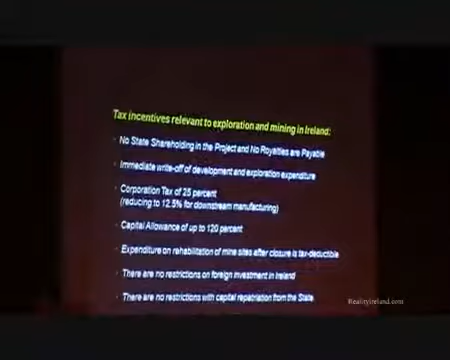 Tax incentives relevant to exploration and mining in Ireland:
· No State Shareholding in the Project and No Royalties are Payable
· Immediate write-off of development and exploration expenditure
· Corporation Tax of 25 percent
(reducing to 12.5% for downstream manufacturing)
· Capital Allowance of up to 120 percent
· Expenditure on rehabilitation of mine sites after closure is tax-deductible
· There are no restrictions on foreign investment in Ireland
· There are no restrictions with capital repatriation from the State
RealityIreland.com